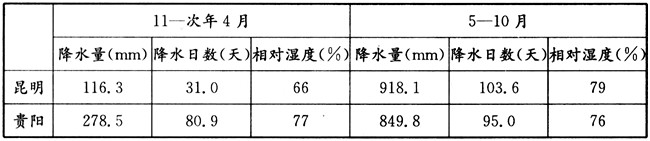 11—次年4月 5—10月
降水量(mm) 降水日数(天) 相对湿度(%) 降水量(mm) 降水日数(天) 相对湿度(%)
昆明 116.3 31.0 66 918.1 103.6 79
贵阳 278.5 80.9 77 849.8 95.0 76